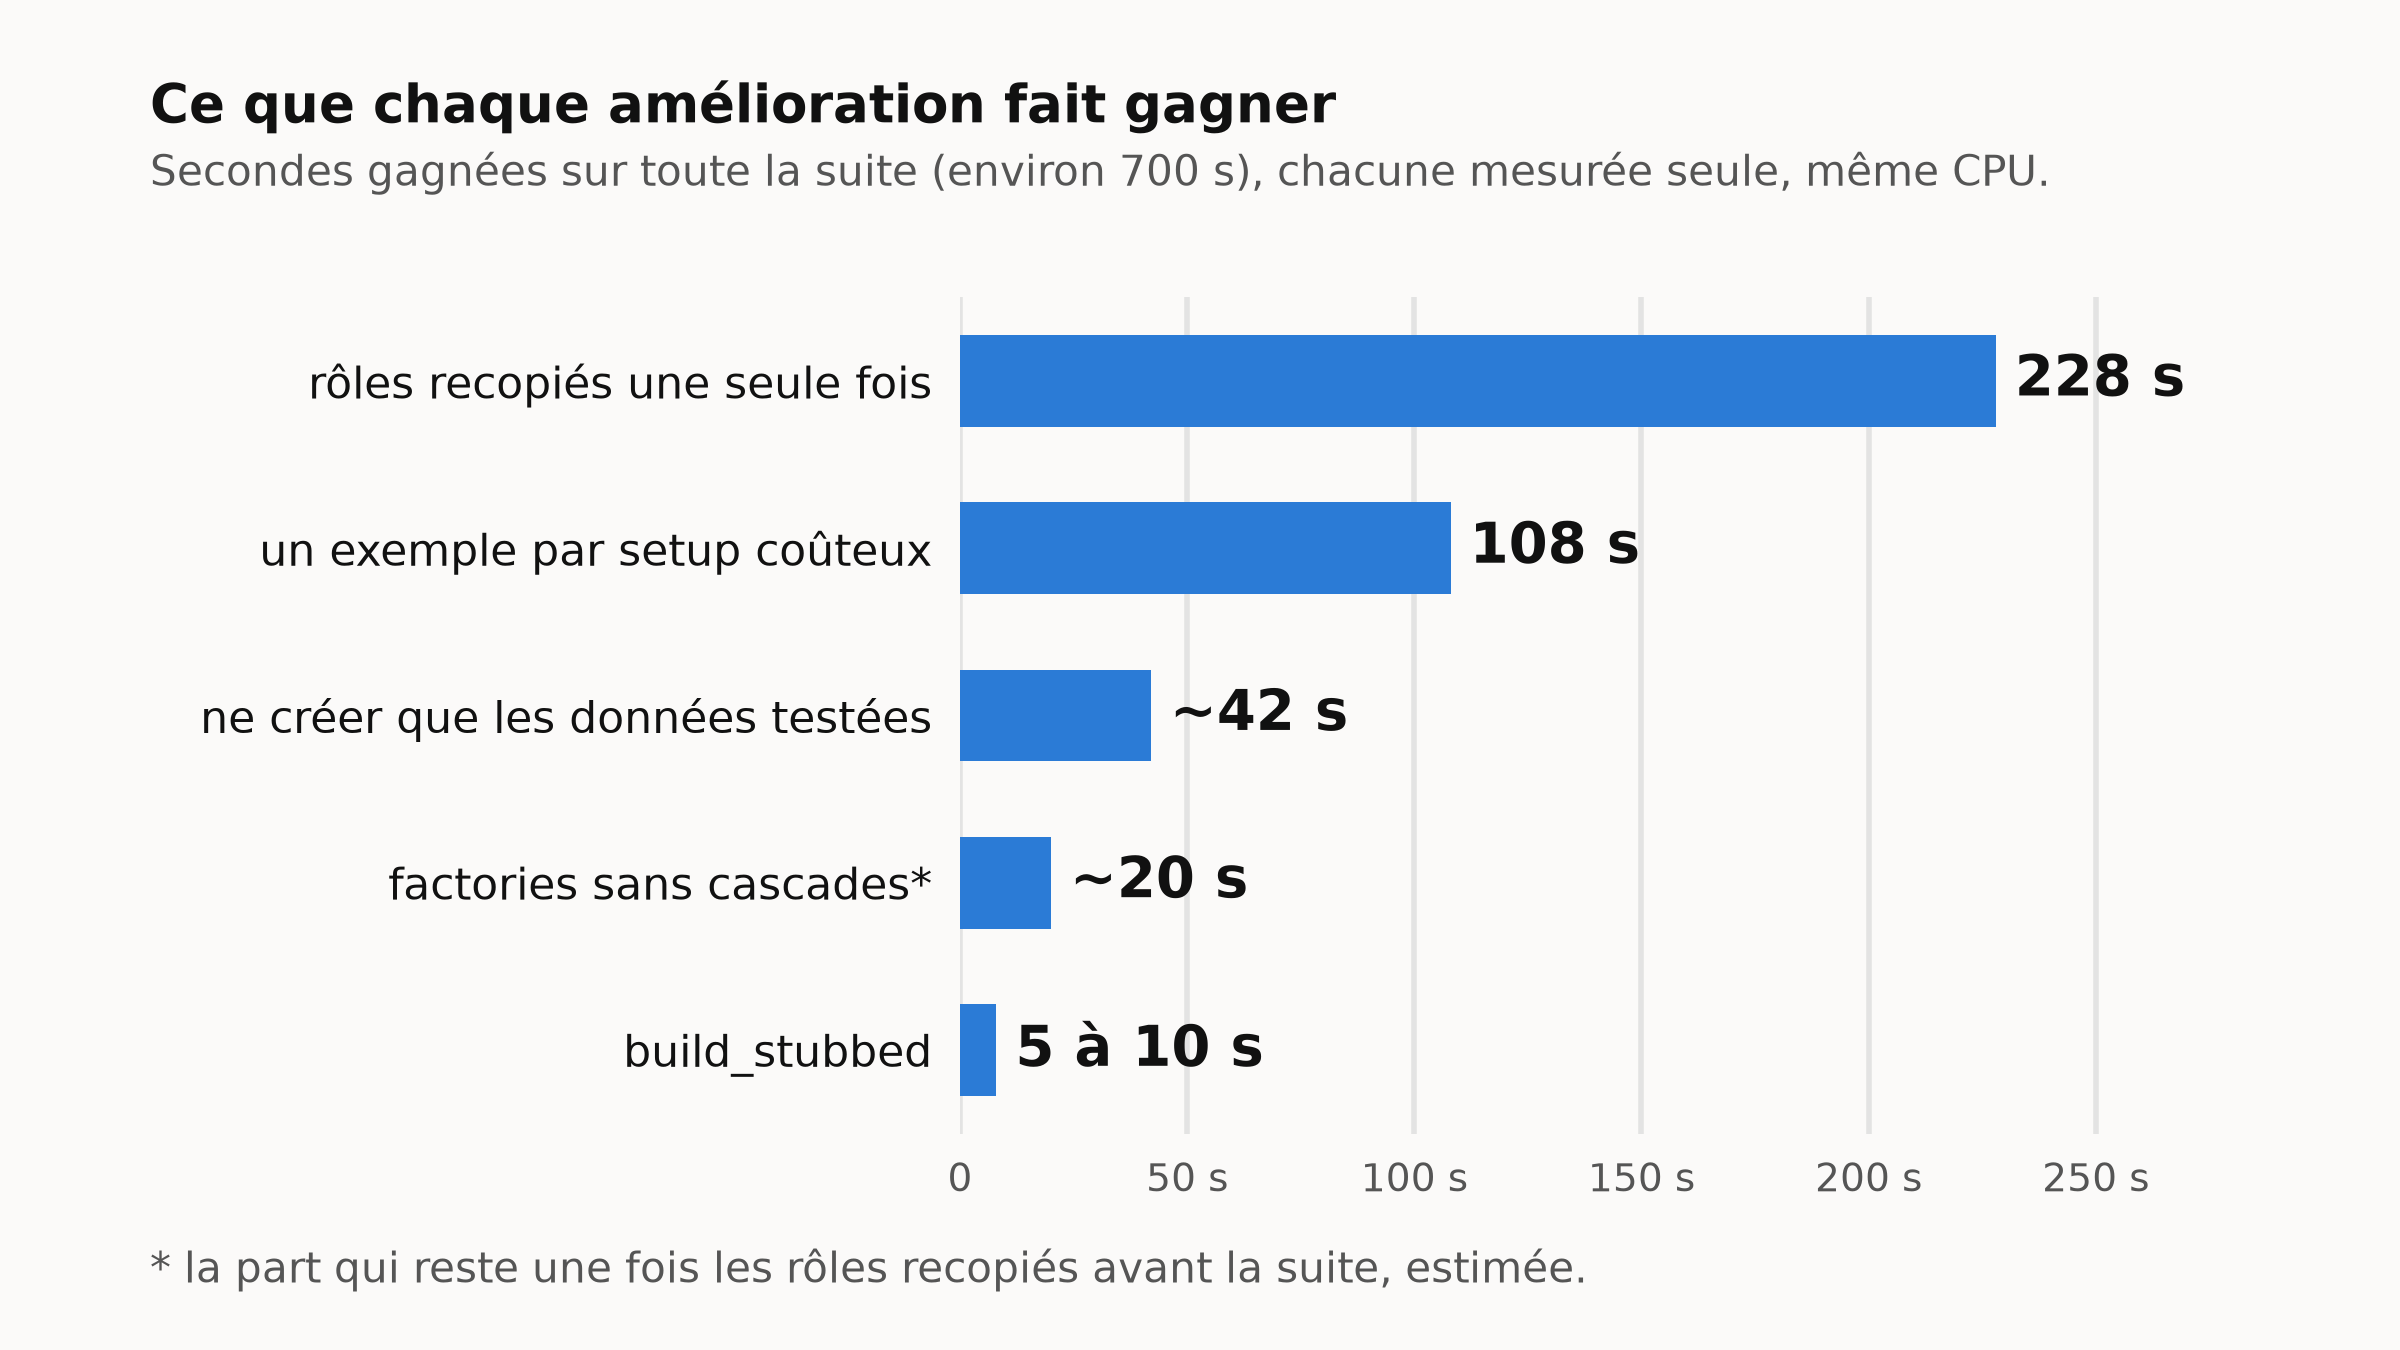 Ce que chaque amélioration fait gagner
Secondes gagnées sur toute la suite (environ 700 s), chacune mesurée seule, même CPU.
rôles recopiés une seule fois 228 s
un exemple par setup coûteux 108 s
ne créer que les données testées ~42 s
factories sans cascades* ~20 s
build_stubbed 5 à 10 s
0 50 s 100 s 150 s 200 s 250 s
* la part qui reste une fois les rôles recopiés avant la suite, estimée.